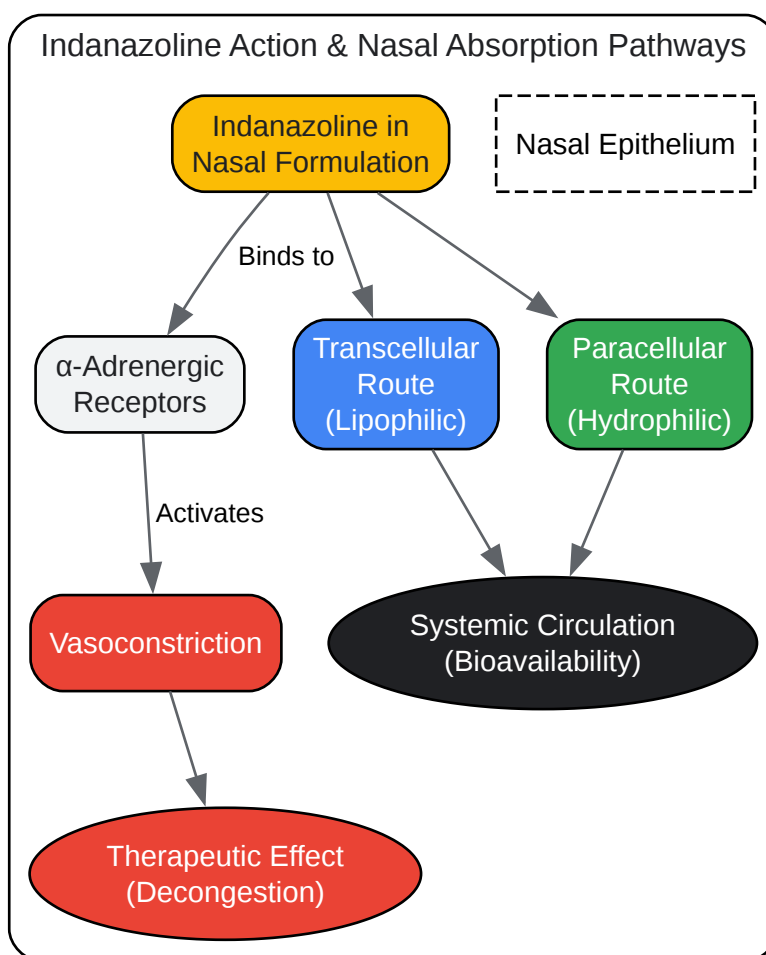 Indanazoline Action & Nasal Absorption Pathways
Indanazoline in
Nasal Formulation
Nasal Epithelium
Binds to
α-Adrenergic
Receptors
Transcellular
Route
(Lipophilic)
Paracellular
Route
(Hydrophilic)
Activates
Vasoconstriction
Systemic Circulation
(Bioavailability)
Therapeutic Effect
(Decongestion)